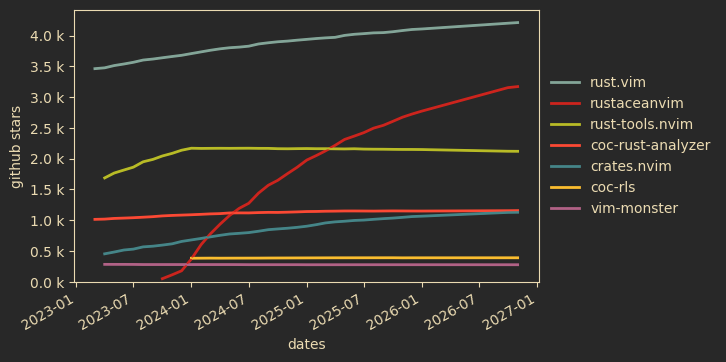 4.0 k
3.5 k
3.0 k
2.5 k
2.0 k
1.5 k
1.0 k
0.5 k
0.0 k
github stars
2023-01
2023-07
2024-01
2024-07
2025-01
2025-07
2026-01
2026-07
2027-01
dates
rust.vim
rustaceanvim
rust-tools.nvim
coc-rust-analyzer
crates.nvim
coc-rls
vim-monster